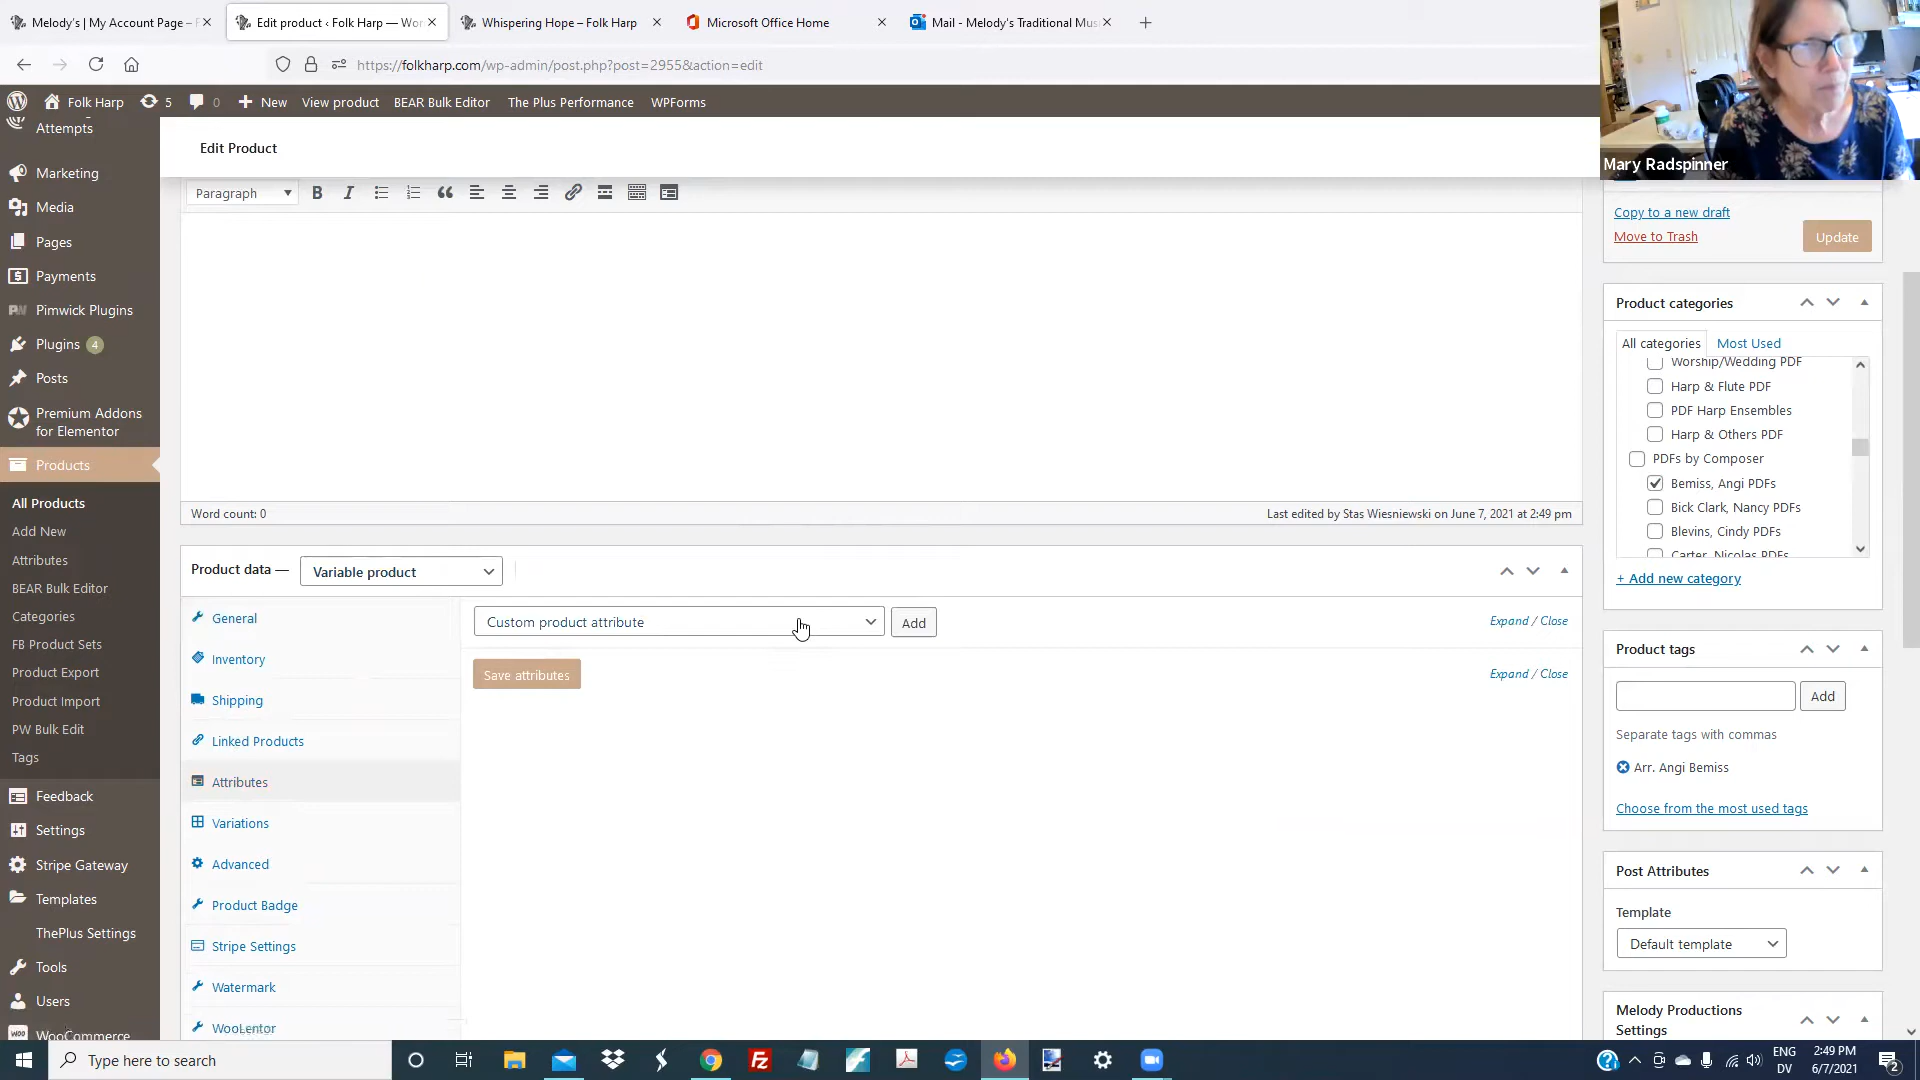 Melody's | My Account Page –
Edit product ‹ Folk Harp — Wor
Whispering Hope – Folk Harp
Microsoft Office Home
Mail - Melody's Traditional Mus
https://folkharp.com/wp-admin/post.php?post=2955&action=edit
Folk Harp
5
0
New
View product
BEAR Bulk Editor
The Plus Performance
WPForms
Attempts
Marketing
Media
Pages
Payments
Pimwick Plugins
Plugins 4
Posts
Premium Addons
for Elementor
Products
All Products
Add New
Attributes
BEAR Bulk Editor
Categories
FB Product Sets
Product Export
Product Import
PW Bulk Edit
Tags
Feedback
Settings
Stripe Gateway
Templates
ThePlus Settings
Tools
Users
WooCommerce
Edit Product
Paragraph
Word count: 0
Last edited by Stas Wiesniewski on June 7, 2021 at 2:49 pm
Product data —
Variable product
General
Inventory
Shipping
Linked Products
Attributes
Variations
Advanced
Product Badge
Stripe Settings
Watermark
WooLentor
Custom product attribute
Add
Expand / Close
Save attributes
Expand / Close
Mary Radspinner
Copy to a new draft
Move to Trash
Update
Product categories
All categories
Most Used
Worship/Wedding PDF
Harp & Flute PDF
PDF Harp Ensembles
Harp & Others PDF
PDFs by Composer
Bemiss, Angi PDFs
Bick Clark, Nancy PDFs
Blevins, Cindy PDFs
Carter, Nicolas PDFs
+ Add new category
Product tags
Add
Separate tags with commas
Arr. Angi Bemiss
Choose from the most used tags
Post Attributes
Template
Default template
Melody Productions
Settings
Type here to search
ENG
DV
2:49 PM
6/7/2021
2